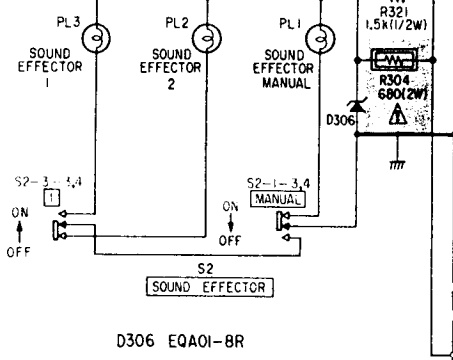 R321
1.5k(1/2W)
PL3
PL2
PL1
SOUND
EFFECTOR
1
SOUND
EFFECTOR
2
SOUND
EFFECTOR
MANUAL
R304
680(2W)
D306
S2-3-3,4
1
ON
OFF
S2-1-3,4
MANUAL
ON
OFF
S2
SOUND EFFECTOR
D306 EQA01-8R